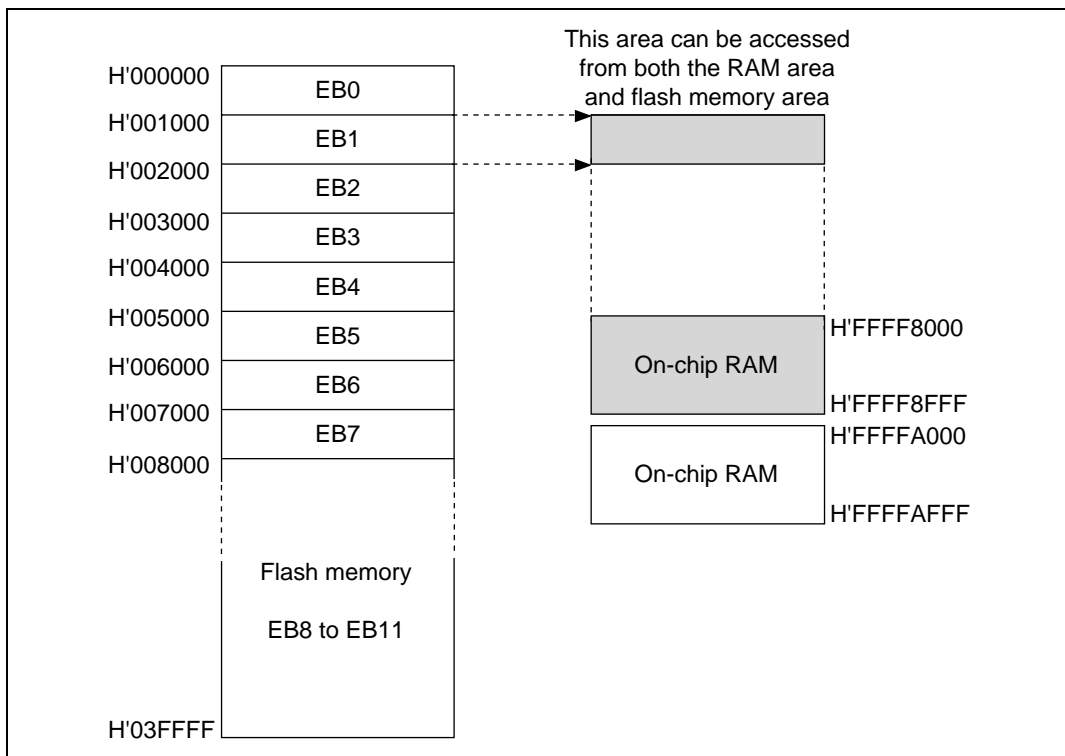 This area can be accessed
from both the RAM area
and flash memory area
H'000000
EB0
H'001000
EB1
H'002000
EB2
H'003000
EB3
H'004000
EB4
H'005000
EB5
H'006000
EB6
H'007000
EB7
H'008000
Flash memory
EB8 to EB11
H'03FFFF
H'FFFF8000
On-chip RAM
H'FFFF8FFF
H'FFFFA000
On-chip RAM
H'FFFFAFFF